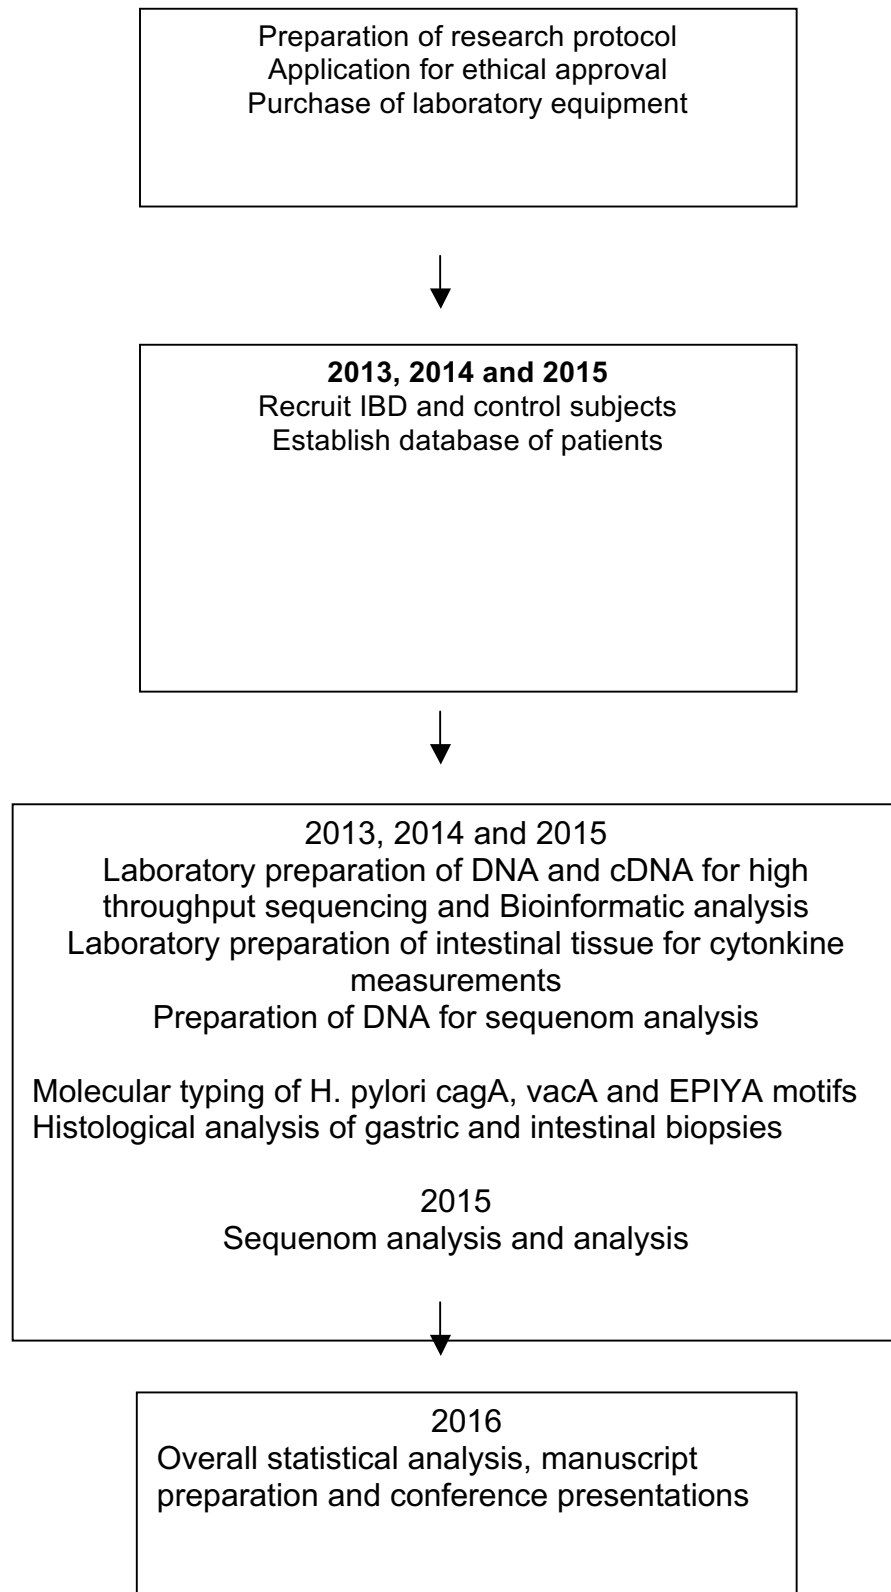 Preparation of research protocol
Application for ethical approval
Purchase of laboratory equipment
2013, 2014 and 2015
Recruit IBD and control subjects
Establish database of patients
2013, 2014 and 2015
Laboratory preparation of DNA and cDNA for high
throughput sequencing and Bioinformatic analysis
Laboratory preparation of intestinal tissue for cytonkine
measurements
Preparation of DNA for sequenom analysis
Molecular typing of H. pylori cagA, vacA and EPIYA motifs
Histological analysis of gastric and intestinal biopsies
2015
Sequenom analysis and analysis
2016
Overall statistical analysis, manuscript
preparation and conference presentations